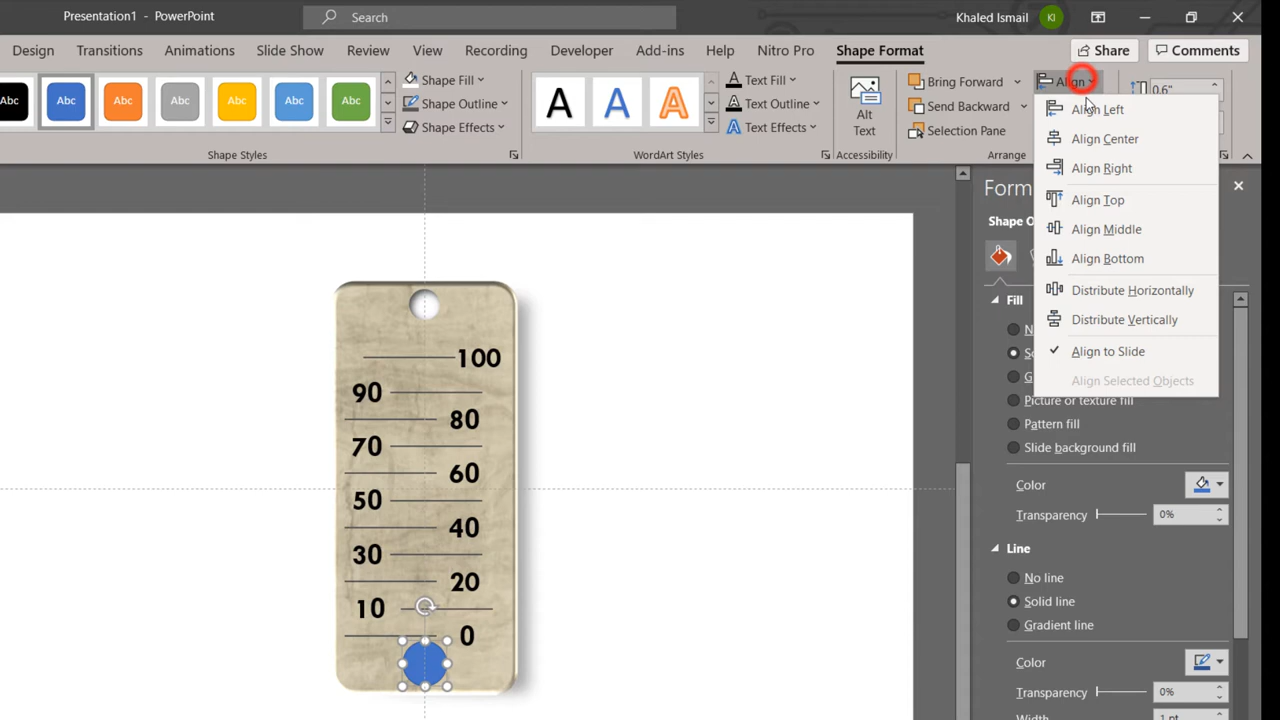 Presentation1 - PowerPoint
Search
Khaled Ismail
KI
Design Transitions Animations Slide Show Review View Recording Developer Add-ins Help Nitro Pro Shape Format Share Comments
Abc Abc Abc Abc Abc Abc Abc
Shape Fill
Shape Outline
Shape Effects
Shape Styles
A A A
Text Fill
Text Outline
Text Effects
WordArt Styles
Alt
Text
Accessibility
Bring Forward
Send Backward
Selection Pane
Arrange
Align
0.6"
Align Left
Align Center
Align Right
Align Top
Align Middle
Align Bottom
Distribute Horizontally
Distribute Vertically
Align to Slide
Align Selected Objects
100
90
80
70
60
50
40
30
20
10
0
Fill
Picture or texture fill
Pattern fill
Slide background fill
Color
Transparency 0%
Line
No line
Solid line
Gradient line
Color
Transparency 0%
Width 1 pt